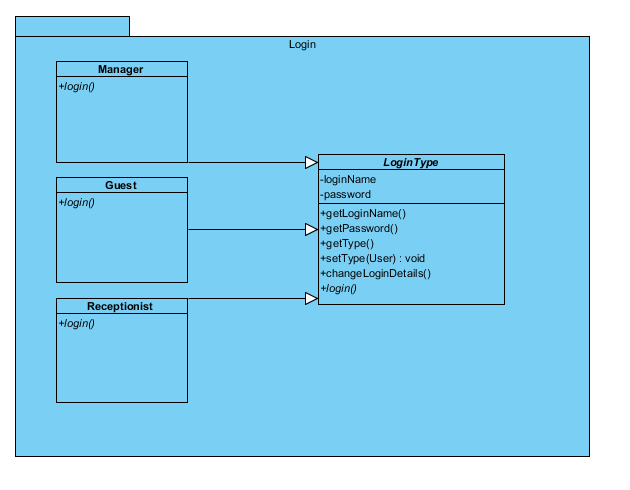 Login
Manager
+login()
Guest
+login()
Receptionist
+login()
LoginType
-loginName
-password
+getLoginName()
+getPassword()
+getType()
+setType(User) : void
+changeLoginDetails()
+login()